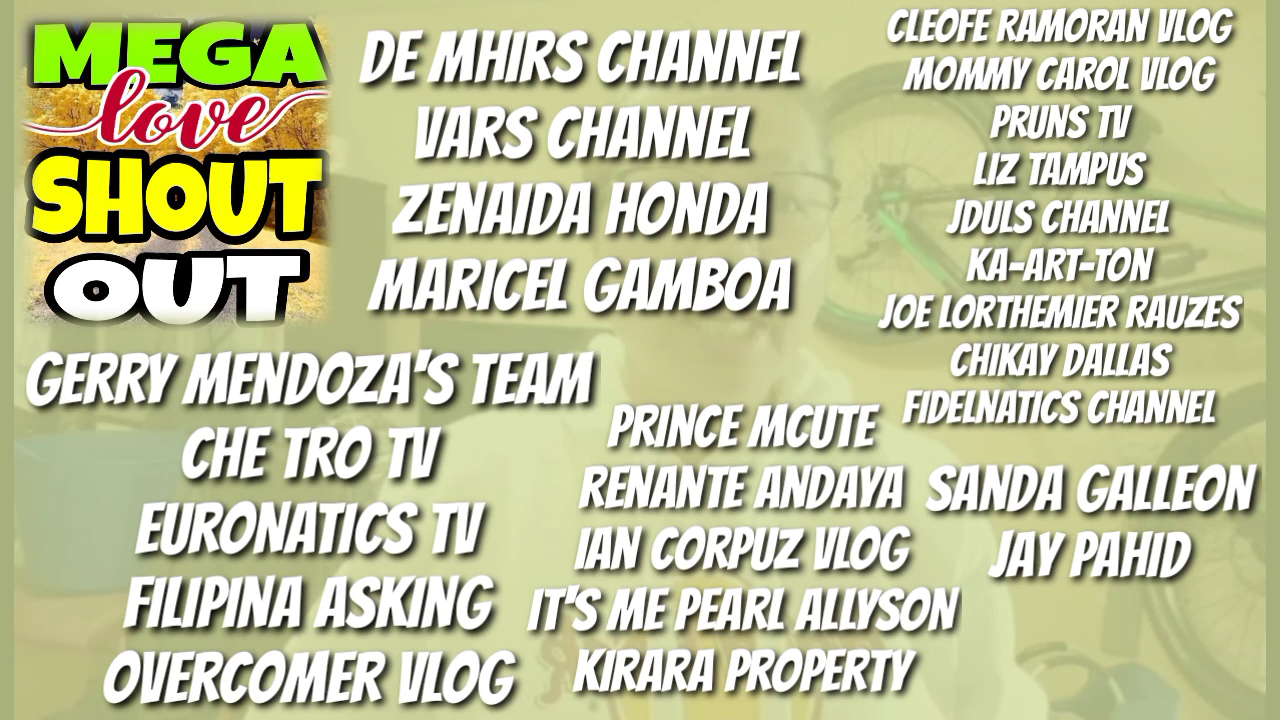 MEGA
love
SHOUT
OUT
DE MHIRS CHANNEL
VARS CHANNEL
ZENAIDA HONDA
MARICEL GAMBOA
GERRY MENDOZA'S TEAM
CHE TRO TV
EURONATICS TV
FILIPINA ASKING
OVERCOMER VLOG
PRINCE MCUTE
RENANTE ANDAYA
IAN CORPUZ VLOG
IT'S ME PEARL ALLYSON
KIRARA PROPERTY
CLEOFE RAMORAN VLOG
MOMMY CAROL VLOG
PRUNS TV
LIZ TAMPUS
JDULS CHANNEL
KA-ART-TON
JOE LORTHEMIER RAUZES
CHIKAY DALLAS
FIDELNATICS CHANNEL
SANDA GALLEON
JAY PAHID